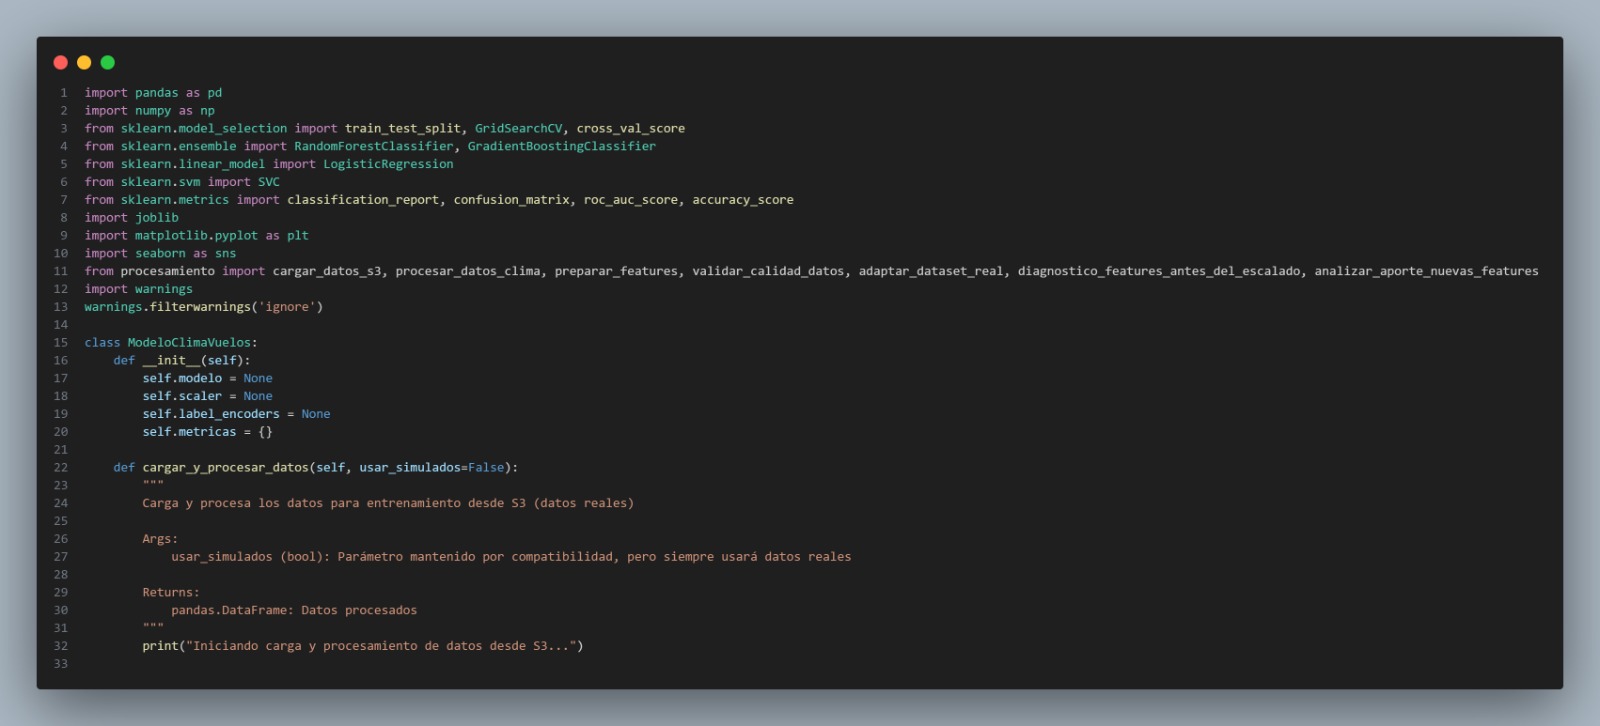 1 import pandas as pd
2 import numpy as np
3 from sklearn.model_selection import train_test_split, GridSearchCV, cross_val_score
4 from sklearn.ensemble import RandomForestClassifier, GradientBoostingClassifier
5 from sklearn.linear_model import LogisticRegression
6 from sklearn.svm import SVC
7 from sklearn.metrics import classification_report, confusion_matrix, roc_auc_score, accuracy_score
8 import joblib
9 import matplotlib.pyplot as plt
10 import seaborn as sns
11 from procesamiento import cargar_datos_s3, procesar_datos_clima, preparar_features, validar_calidad_datos, adaptar_dataset_real, diagnostico_features_antes_del_escalado, analizar_aporte_nuevas_features
12 import warnings
13 warnings.filterwarnings('ignore')
14
15 class ModeloClimaVuelos:
16     def __init__(self):
17         self.modelo = None
18         self.scaler = None
19         self.label_encoders = None
20         self.metricas = {}
21
22     def cargar_y_procesar_datos(self, usar_simulados=False):
23         """
24         Carga y procesa los datos para entrenamiento desde S3 (datos reales)
25
26         Args:
27             usar_simulados (bool): Parámetro mantenido por compatibilidad, pero siempre usará datos reales
28
29         Returns:
30             pandas.DataFrame: Datos procesados
31         """
32         print("Iniciando carga y procesamiento de datos desde S3...")
33